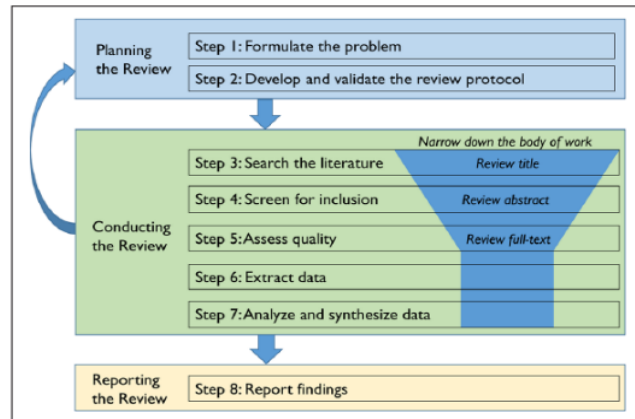 Planning
the Review
Step 1: Formulate the problem
Step 2: Develop and validate the review protocol
Narrow down the body of work
Conducting
the Review
Step 3: Search the literature
Review title
Step 4: Screen for inclusion
Review abstract
Step 5: Assess quality
Review full-text
Step 6: Extract data
Step 7: Analyze and synthesize data
Reporting
the Review
Step 8: Report findings